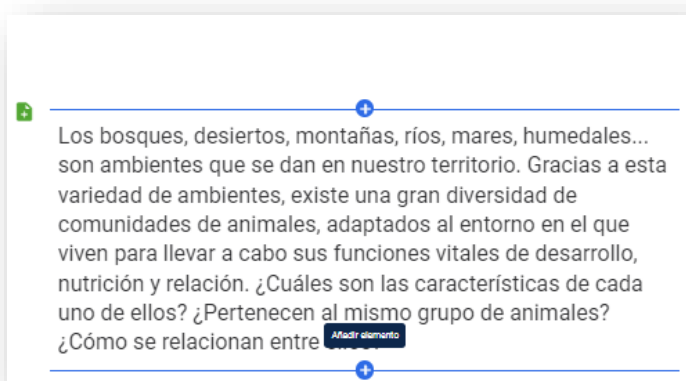 Los bosques, desiertos, montañas, ríos, mares, humedales...
son ambientes que se dan en nuestro territorio. Gracias a esta
variedad de ambientes, existe una gran diversidad de
comunidades de animales, adaptados al entorno en el que
viven para llevar a cabo sus funciones vitales de desarrollo,
nutrición y relación. ¿Cuáles son las características de cada
uno de ellos? ¿Pertenecen al mismo grupo de animales?
¿Cómo se relacionan entre
Añadir elemento